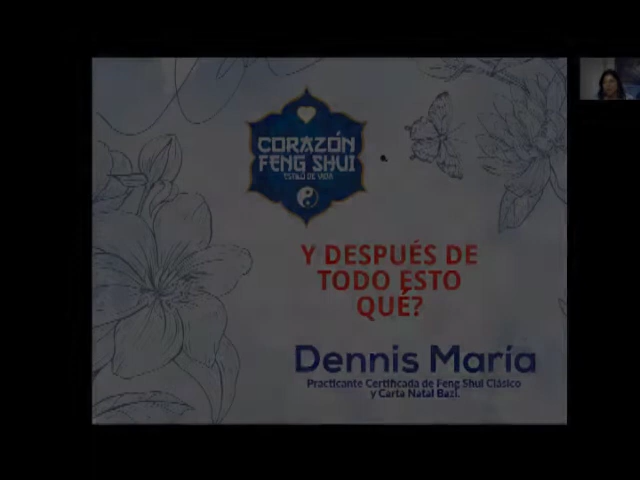 CORAZÓN
FENG SHUI
ESTILO DE VIDA
Y DESPUÉS DE
TODO ESTO
QUÉ?
Dennis María
Practicante Certificada de Feng Shui Clásico
y Carta Natal Bazi.